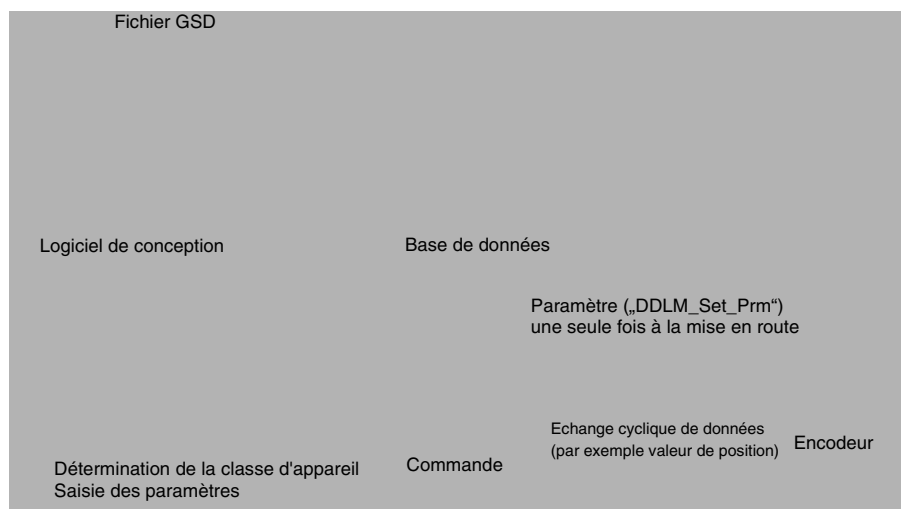 Fichier GSD
Logiciel de conception
Base de données
Paramètre („DDLM_Set_Prm“)
une seule fois à la mise en route
Echange cyclique de données
(par exemple valeur de position)
Encodeur
Commande
Détermination de la classe d'appareil
Saisie des paramètres